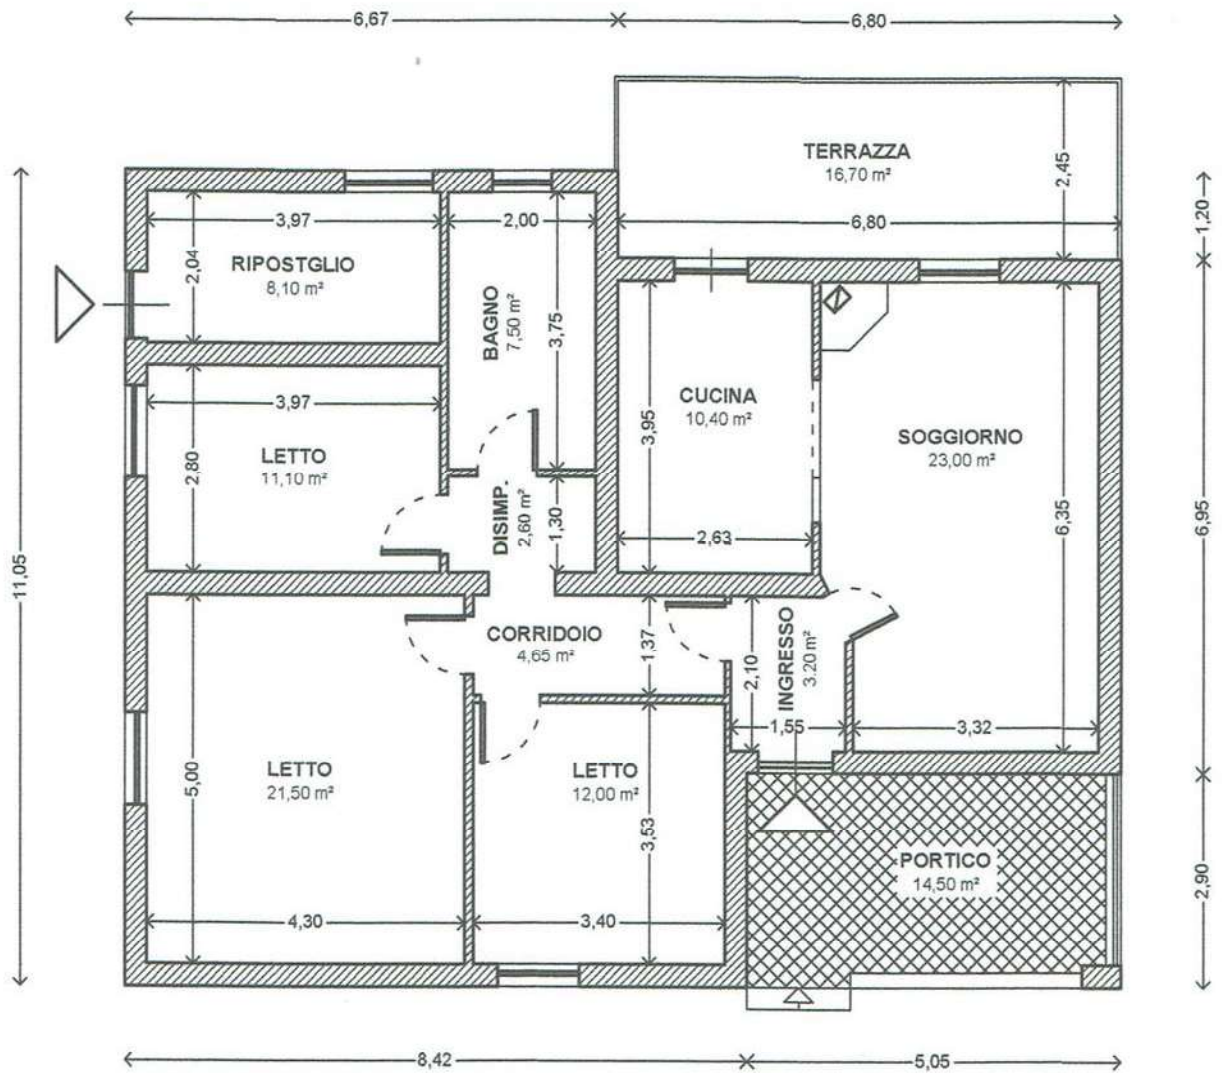 6,67
6,80
TERRAZZA
16,70 m²
2,45
6,80
1,20
3,97
2,00
2,04
RIPOSTGLIO
8,10 m²
BAGNO
7,50 m²
3,75
3,97
2,80
LETTO
11,10 m²
CUCINA
10,40 m²
3,95
2,63
SOGGIORNO
23,00 m²
6,35
6,95
11,05
DISIMP.
2,60 m²
1,30
CORRIDOIO
4,65 m²
1,37
2,10
INGRESSO
3.20 m²
1,55
3,32
LETTO
21,50 m²
5,00
4,30
LETTO
12,00 m²
3,53
3,40
PORTICO
14,50 m²
2,90
8,42
5,05